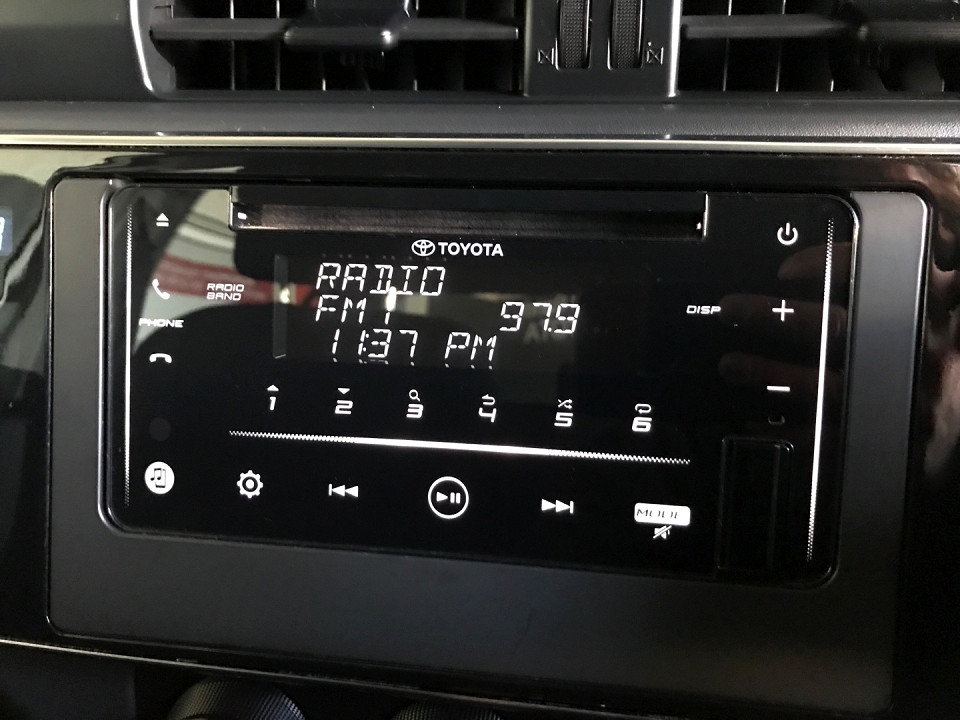 TOYOTA
RADIO
FM1 97.9
11:37 PM
RADIO
BAND
DISP
PHONE
1 2 3 4 5 6
MODE